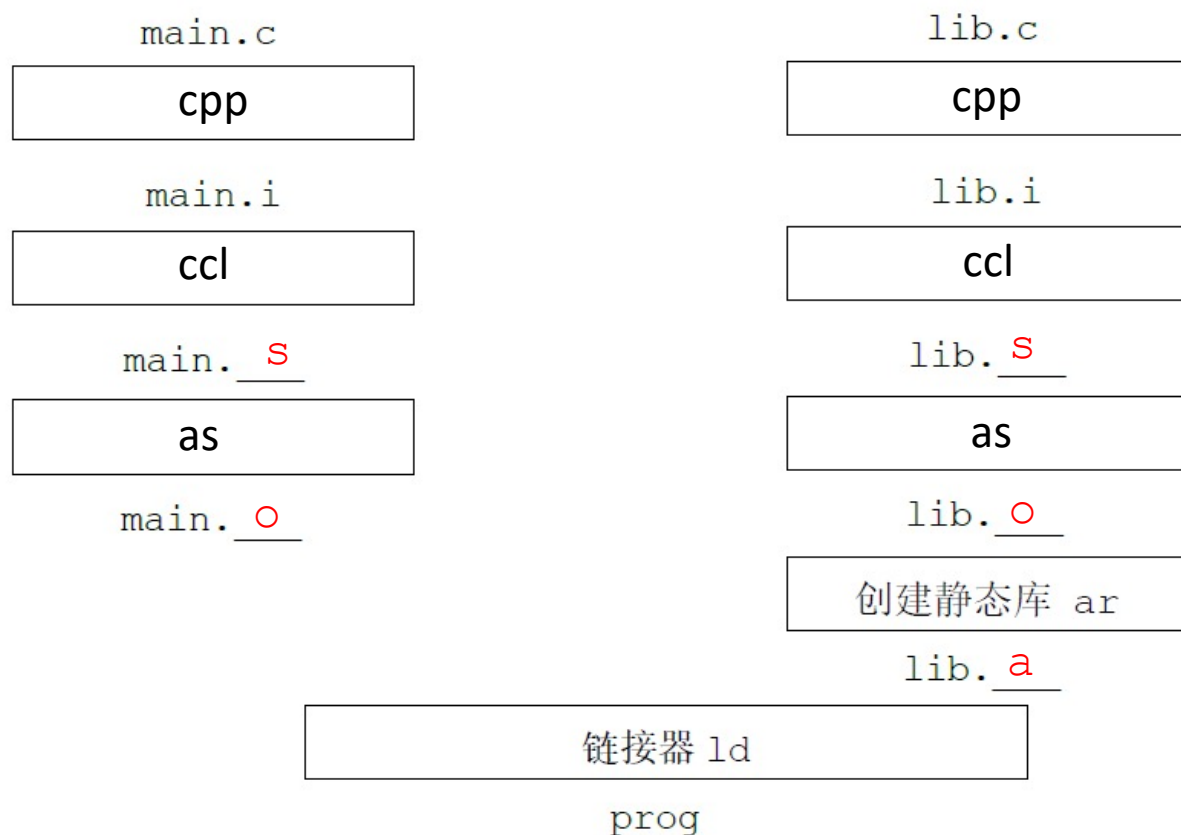 main.c
lib.c
cpp
cpp
main.i
lib.i
ccl
ccl
main.s
lib.s
as
as
main.o
lib.o
创建静态库 ar
lib.a
链接器 ld
prog